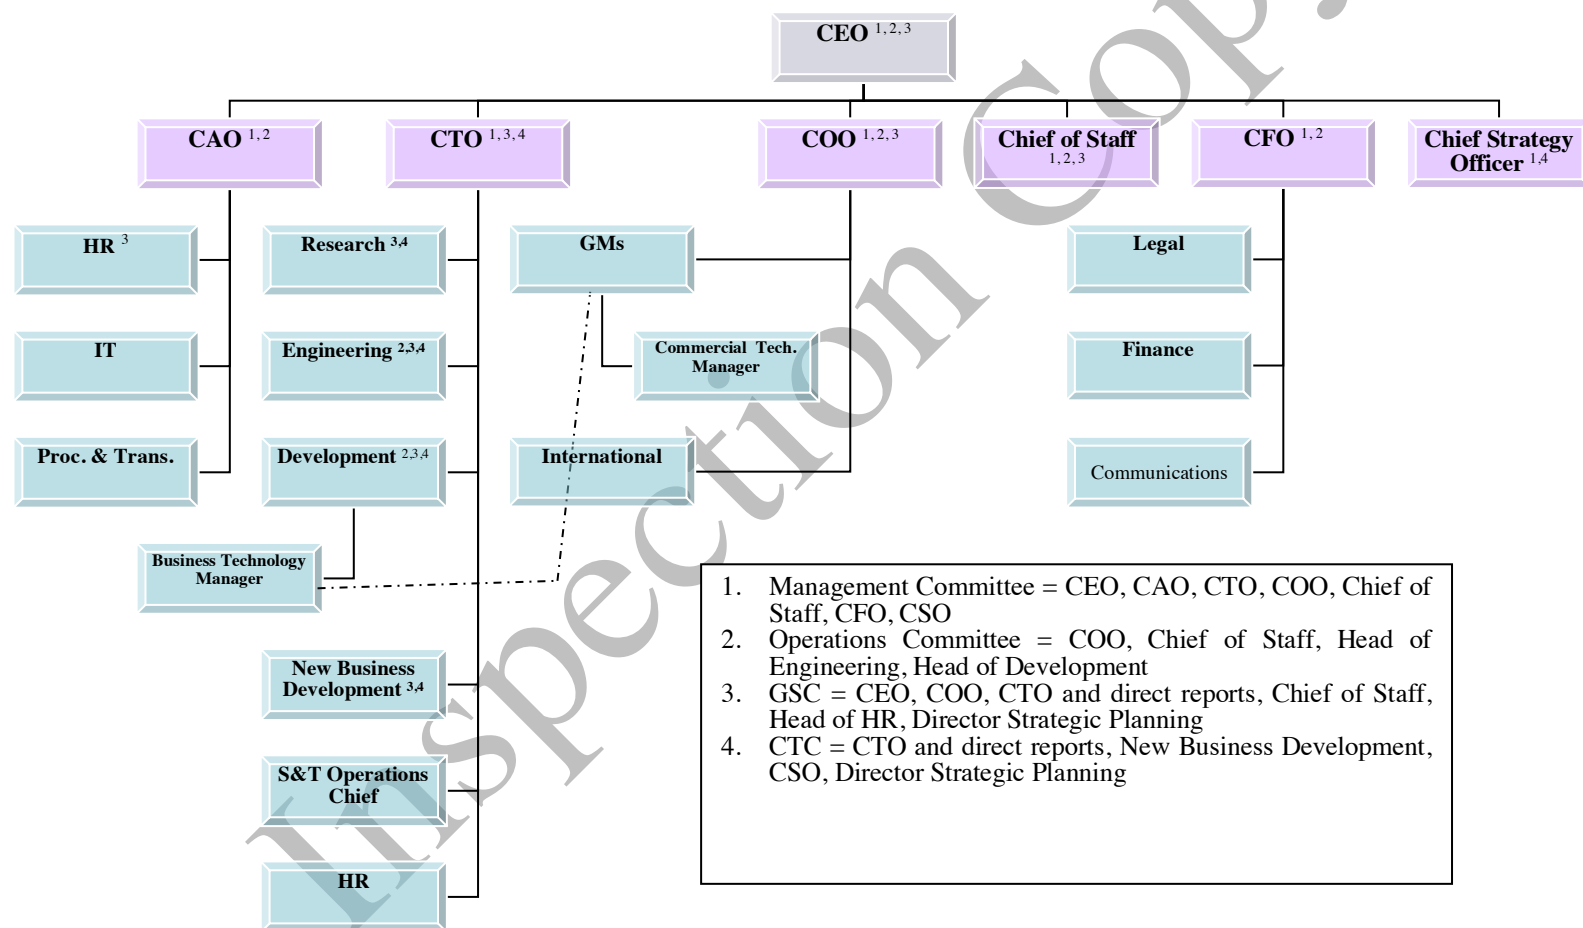 CEO 1, 2, 3
CAO 1, 2
CTO 1, 3, 4
COO 1, 2, 3
Chief of Staff
1, 2, 3
CFO 1, 2
Chief Strategy
Officer 1,4
HR 3
Research 3,4
GMs
Legal
IT
Engineering 2,3,4
Commercial Tech.
Manager
Finance
Proc. & Trans.
Development 2,3,4
International
Communications
Business Technology
Manager
New Business
Development 3,4
S&T Operations
Chief
HR
1. Management Committee = CEO, CAO, CTO, COO, Chief of
Staff, CFO, CSO
2. Operations Committee = COO, Chief of Staff, Head of
Engineering, Head of Development
3. GSC = CEO, COO, CTO and direct reports, Chief of Staff,
Head of HR, Director Strategic Planning
4. CTC = CTO and direct reports, New Business Development,
CSO, Director Strategic Planning
Inspection Copy